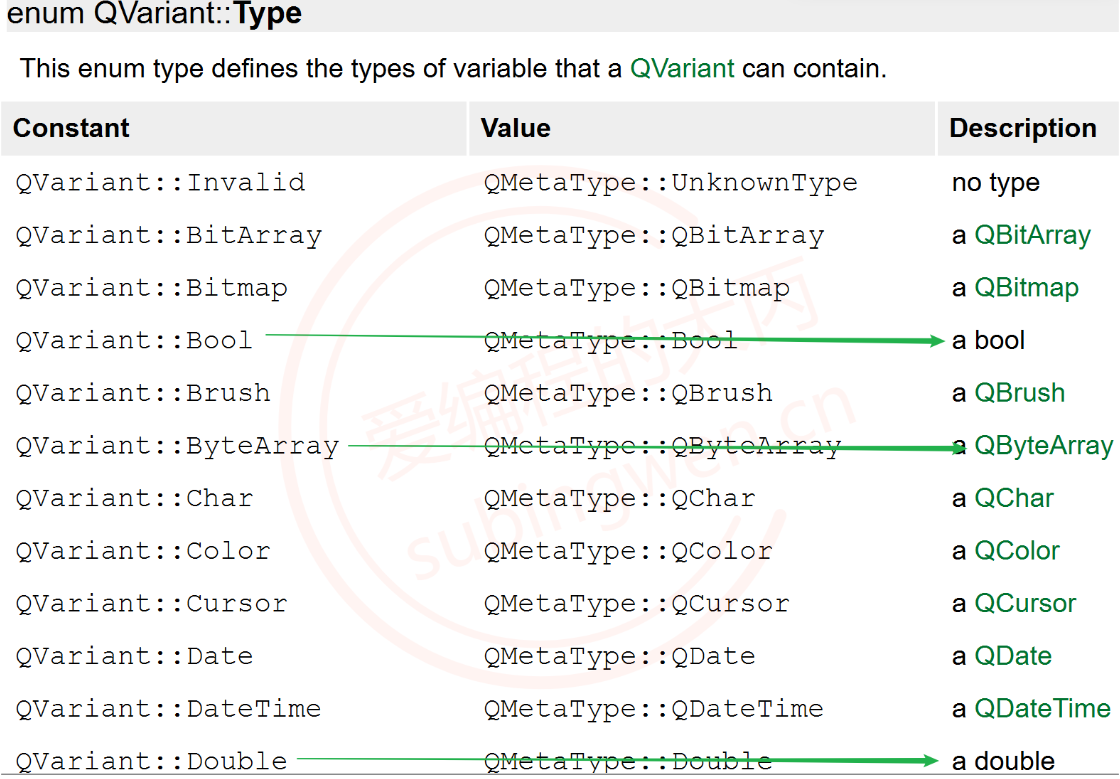 enum QVariant::Type
This enum type defines the types of variable that a QVariant can contain.
Constant Value Description
QVariant::Invalid QMetaType::UnknownType no type
QVariant::BitArray QMetaType::QBitArray a QBitArray
QVariant::Bitmap QMetaType::QBitmap a QBitmap
QVariant::Bool QMetaType::Bool a bool
QVariant::Brush QMetaType::QBrush a QBrush
QVariant::ByteArray QMetaType::QByteArray a QByteArray
QVariant::Char QMetaType::QChar a QChar
QVariant::Color QMetaType::QColor a QColor
QVariant::Cursor QMetaType::QCursor a QCursor
QVariant::Date QMetaType::QDate a QDate
QVariant::DateTime QMetaType::QDateTime a QDateTime
QVariant::Double QMetaType::Double a double
爱编程的大丙
subingwen.cn